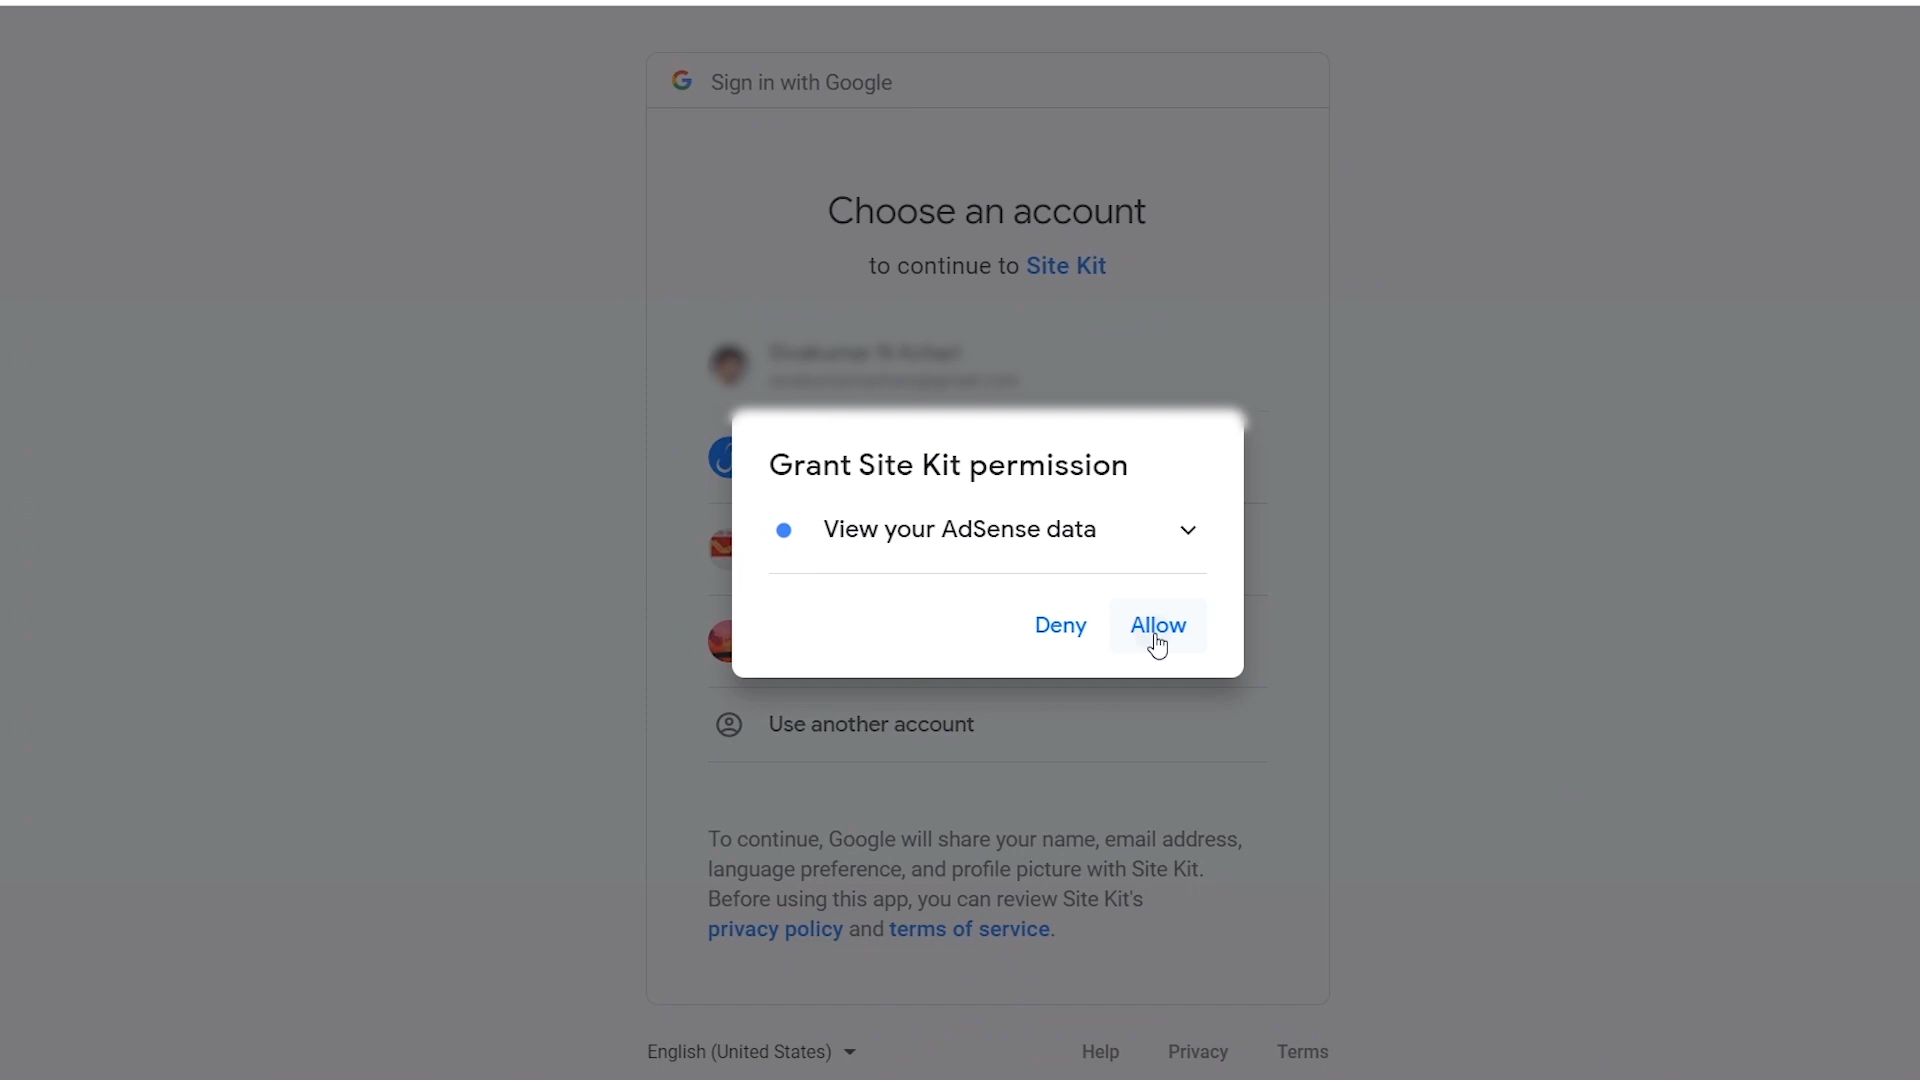 Sign in with Google
Choose an account
to continue to Site Kit
Grant Site Kit permission
View your AdSense data
Deny
Allow
Use another account
To continue, Google will share your name, email address,
language preference, and profile picture with Site Kit.
Before using this app, you can review Site Kit's
privacy policy and terms of service.
English (United States)
Help
Privacy
Terms